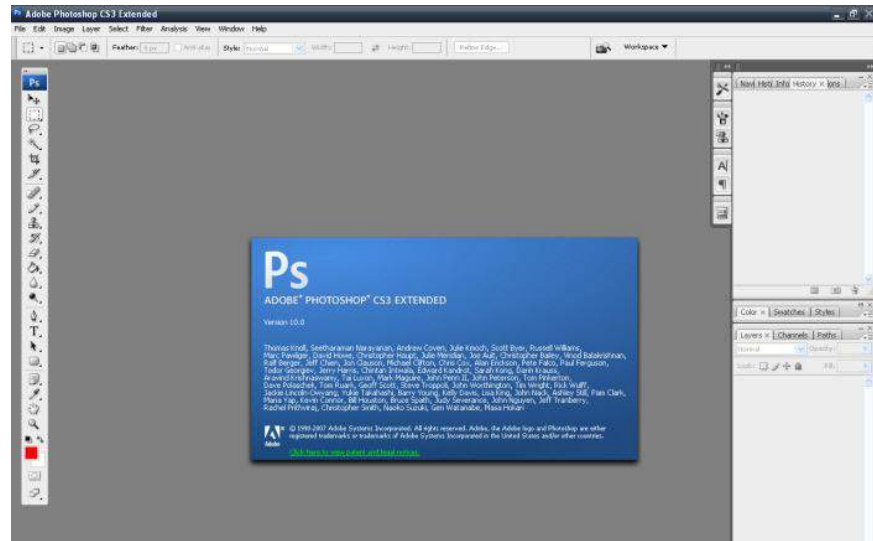 Adobe Photoshop CS3 Extended
File Edit Image Layer Select Filter Analysis View Window Help
Feather: Anti-alias Style: Normal Width: Height: Refine Edge... Workspace
Ps
Info History ×
Ps
ADOBE® PHOTOSHOP® CS3 EXTENDED
Version 10.0
Thomas Knoll, Seetharaman Narayanan, Andrew Coven, Julie Kmoch, Scott Byer, Russell Williams,
Marc Pawliger, David Howe, Christopher Haupt, Julie Meridian, Joe Ault, Christopher Bailey, Vinod Balakrishnan,
Ralf Berger, Jeff Chien, Jon Clauson, Michael Clifton, Chris Cox, Alan Erickson, Pete Falco, Paul Ferguson,
Todor Georgiev, Jerry Harris, Chintan Intwala, Edward Kandrot, Sarah Kong, Darin Krauss,
Aravind Krishnaswamy, Tai Luxon, Mark Maguire, John Penn II, John Peterson, Tom Pinkerton,
Dave Polaschek, Tom Ruark, Geoff Scott, Steve Troppoli, John Worthington, Tim Wright, Rick Wulff,
Jackie Lincoln-Owyang, Yukie Takahashi, Barry Young, Kelly Davis, Lisa King, John Nack, Ashley Still, Pam Clark,
Maria Yap, Kevin Connor, Bill Houston, Bruce Spath, Judy Severance, John Nguyen, Jeff Tranberry,
Rachel Prithviraj, Christopher Smith, Naoko Suzuki, Gen Watanabe, Masa Hokari
© 1990-2007 Adobe Systems Incorporated. All rights reserved. Adobe, the Adobe logo and Photoshop are either
registered trademarks or trademarks of Adobe Systems Incorporated in the United States and/or other countries.
Adobe
Click here to view patent and legal notices.
Color × Swatches Styles
Layers × Channels Paths
Normal Opacity:
Lock: Fill: